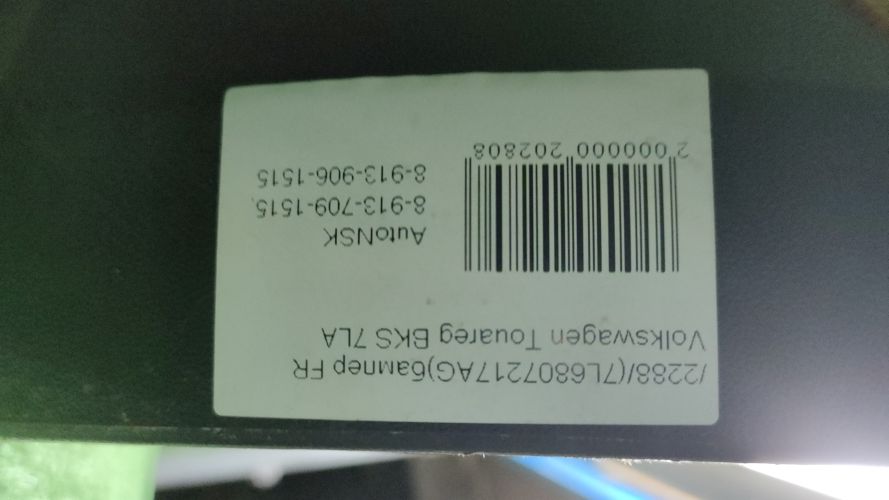 /2288/(7L6807217AG)бампер FR
Volkswagen Touareg BKS 7LA
AutoNSK
8-913-709-1515,
8-913-906-1515
2 000000 202808